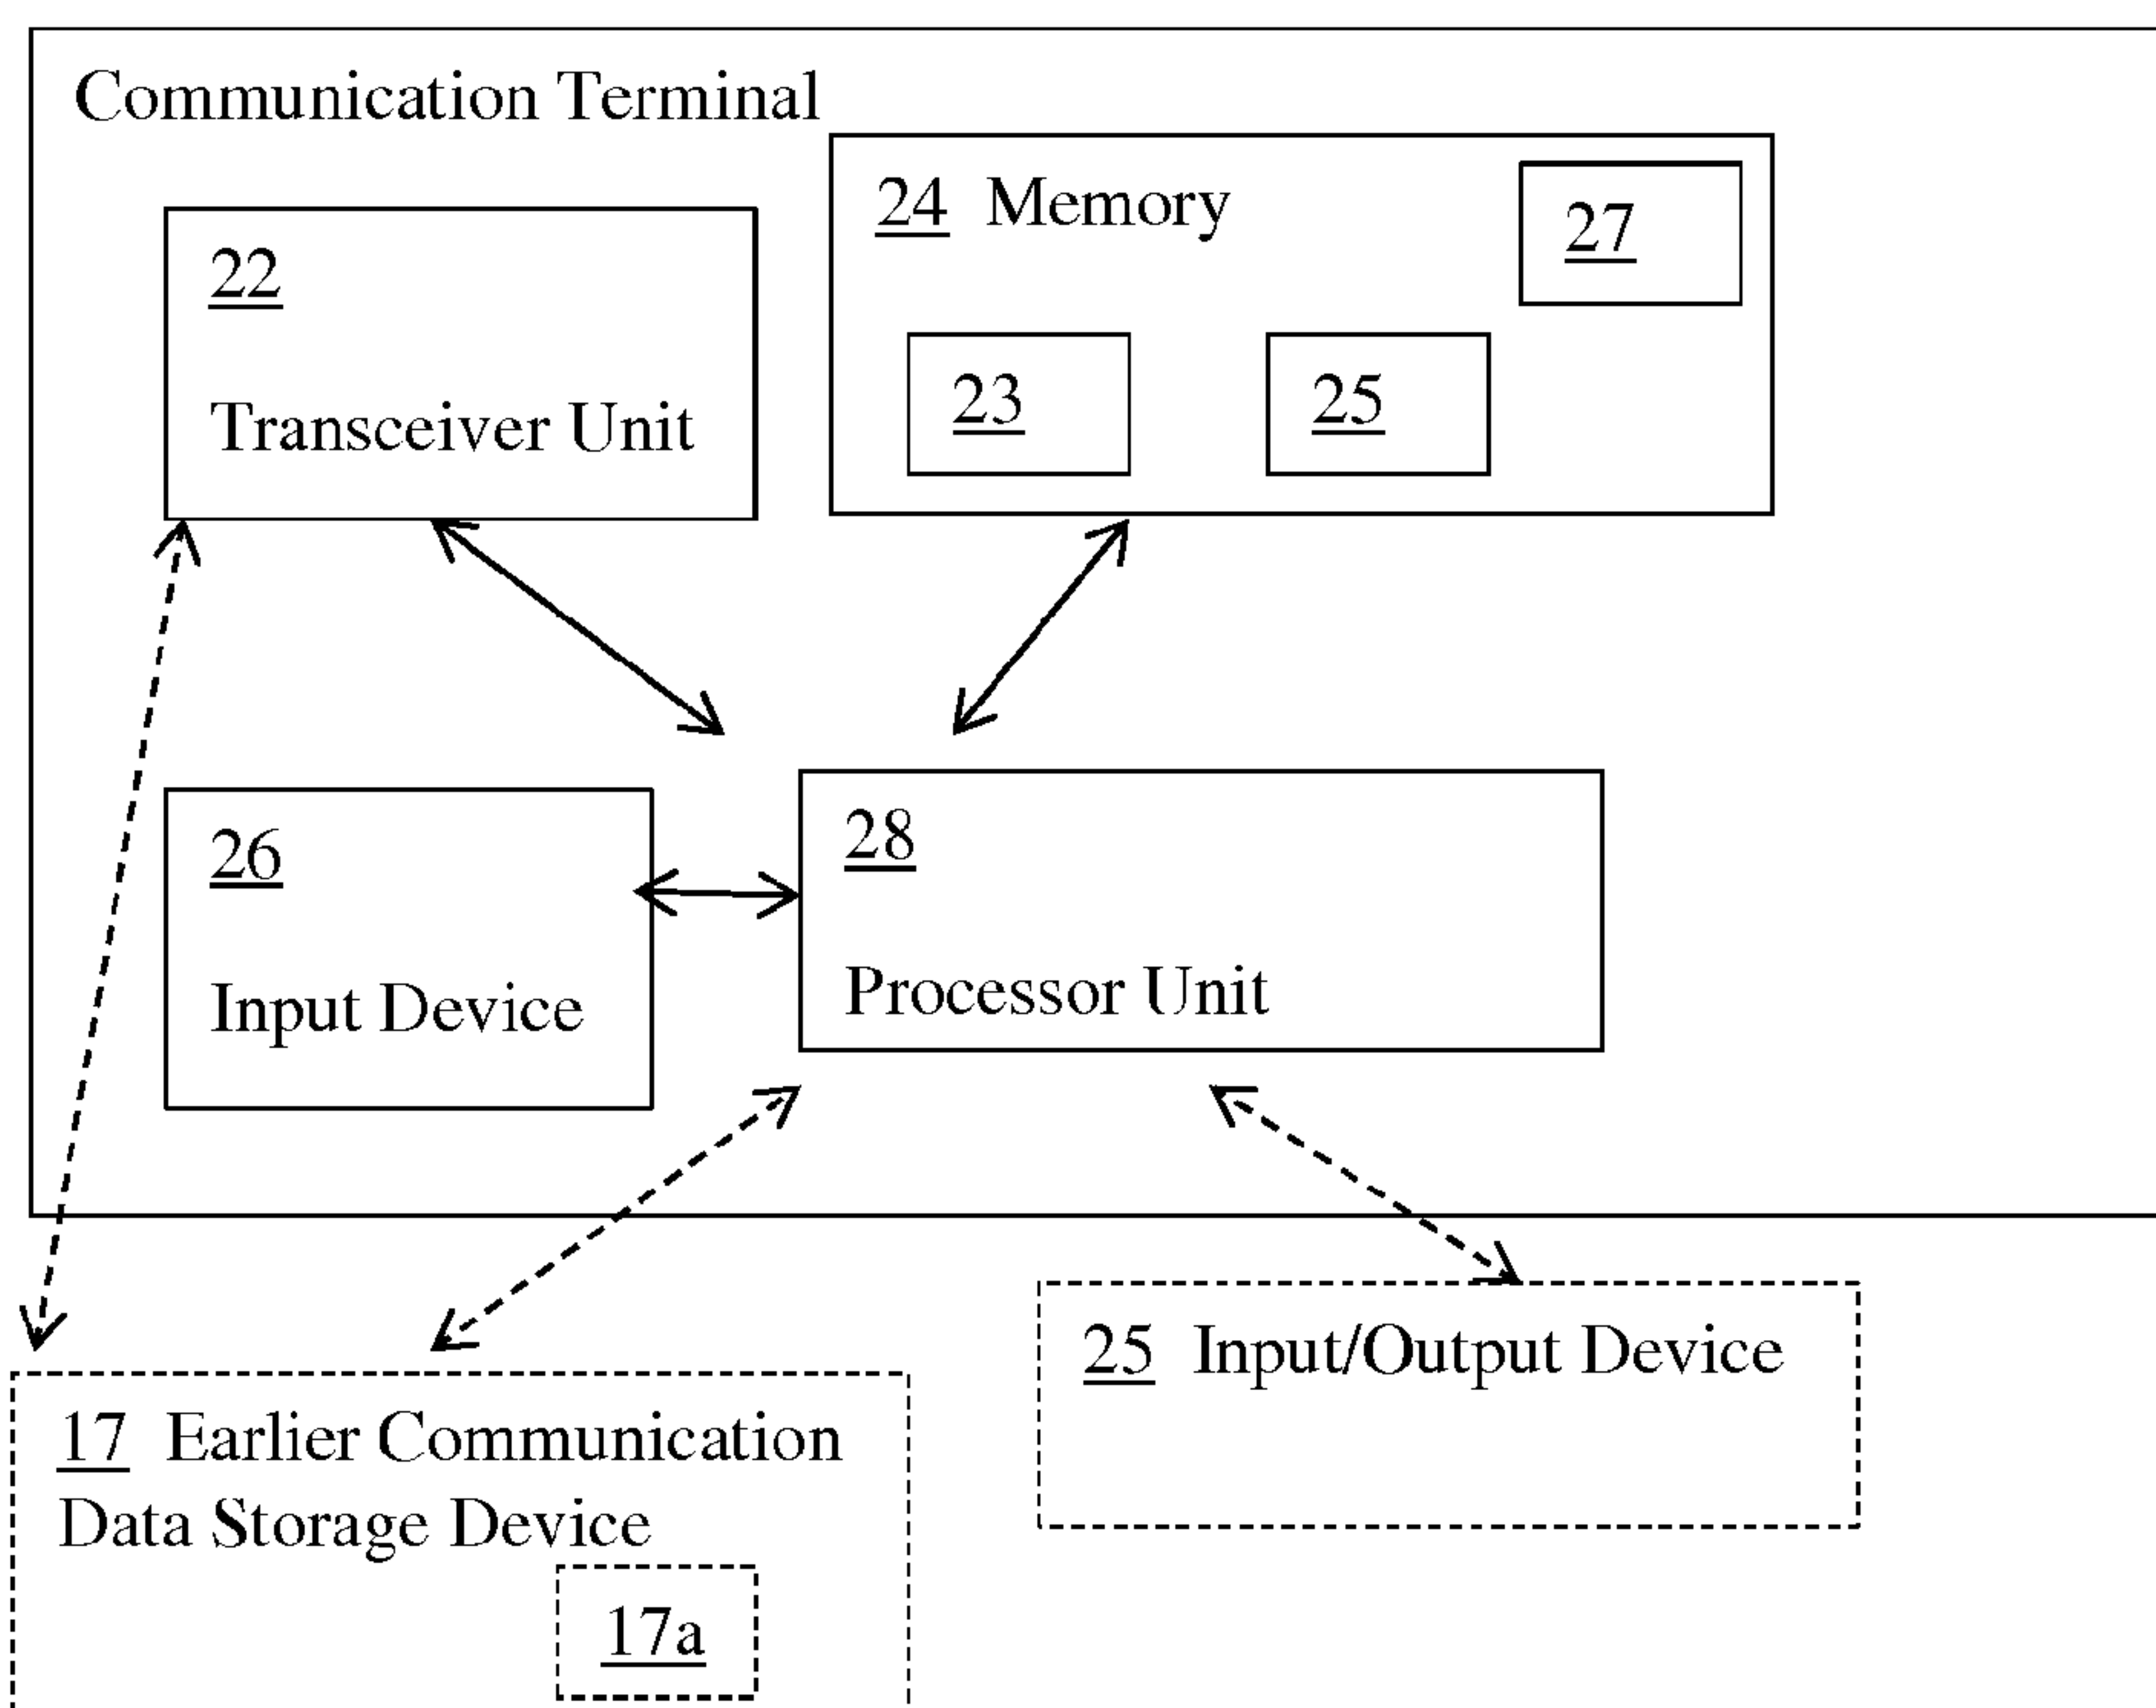 Communication Terminal
24 Memory
27
22
23
25
Transceiver Unit
26
28
Input Device
Processor Unit
25 Input/Output Device
17 Earlier Communication
Data Storage Device
17a